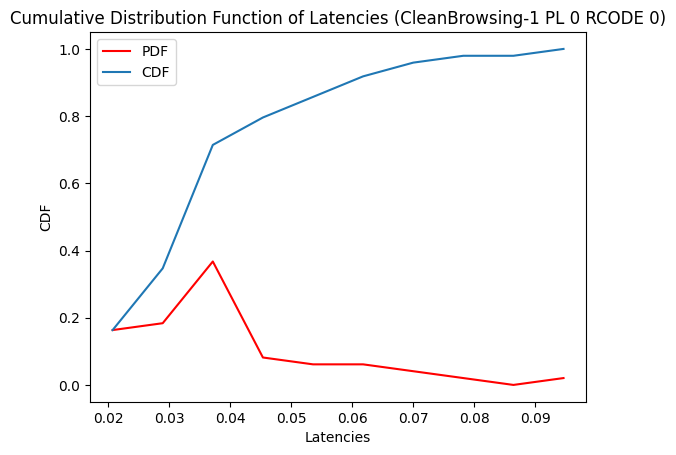 Cumulative Distribution Function of Latencies (CleanBrowsing-1 PL 0 RCODE 0)
PDF
CDF
1.0
0.8
0.6
0.4
0.2
0.0
CDF
0.02 0.03 0.04 0.05 0.06 0.07 0.08 0.09
Latencies